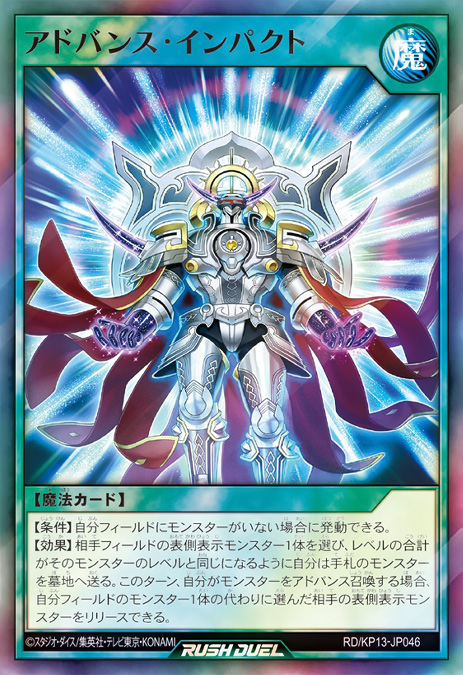 アドバンス・インパクト
魔
【魔法カード】
【条件】自分フィールドにモンスターがいない場合に発動できる。
【効果】相手フィールドの表側表示モンスター1体を選び、レベルの合計
がそのモンスターのレベルと同じになるように自分は手札のモンスター
を墓地へ送る。このターン、自分がモンスターをアドバンス召喚する場合、
自分フィールドのモンスター1体の代わりに選んだ相手の表側表示モン
スターをリリースできる。
©スタジオ・ダイス/集英社・テレビ東京・KONAMI
RUSH DUEL
RD/KP13-JP046